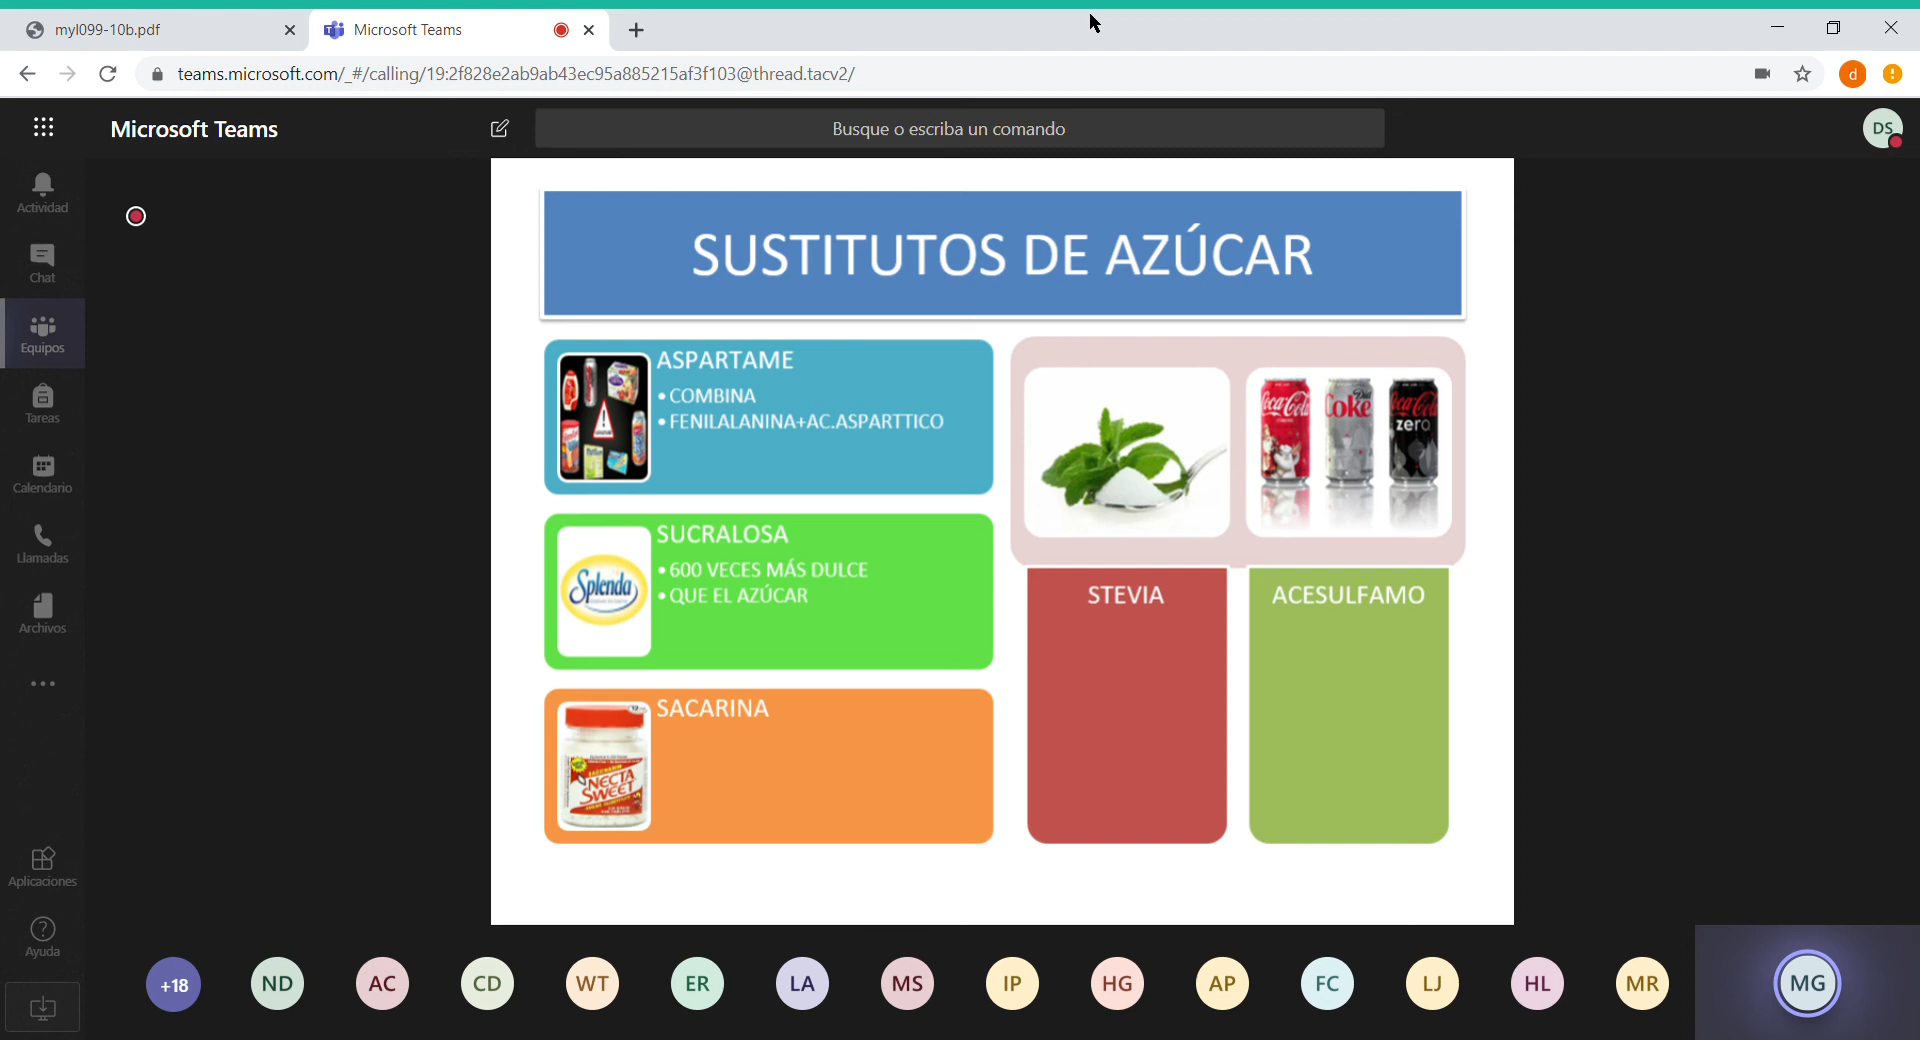 myl099-10b.pdf
Microsoft Teams
teams.microsoft.com/_#/calling/19:2f828e2ab9ab43ec95a885215af3f103@thread.tacv2/
d
Microsoft Teams
Busque o escriba un comando
DS
Actividad
Chat
Equipos
Tareas
Calendario
Llamadas
Archivos
Aplicaciones
Ayuda
SUSTITUTOS DE AZÚCAR
ASPARTAME
• COMBINA
• FENILALANINA+AC.ASPARTTICO
Splenda
SUCRALOSA
• 600 VECES MÁS DULCE
• QUE EL AZÚCAR
SACARINA
NECTA
SWEET
Coca-Cola
Diet
Coke
Coca-Cola
zero
STEVIA
ACESULFAMO
+18
ND
AC
CD
WT
ER
LA
MS
IP
HG
AP
FC
LJ
HL
MR
MG